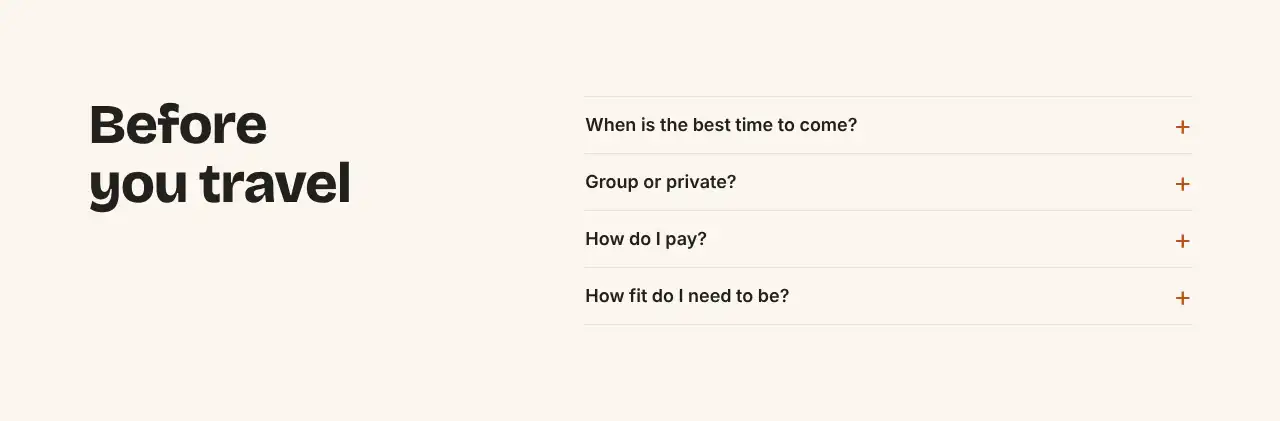 Before
you travel
When is the best time to come?
Group or private?
How do I pay?
How fit do I need to be?